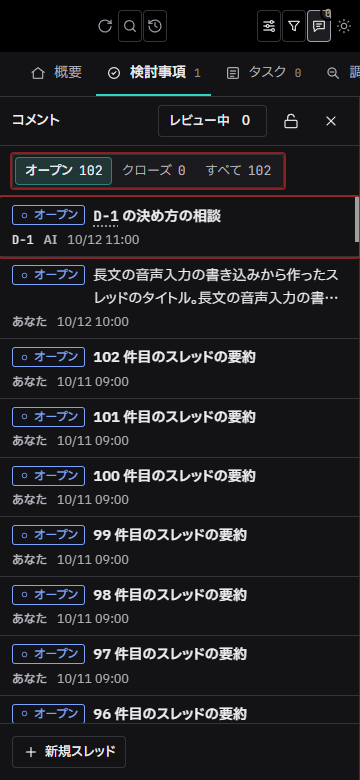 0
概要
検討事項 1
タスク 0
調
コメント
レビュー中 0
オープン 102
クローズ 0
すべて 102
オープン D-1 の決め方の相談
D-1 AI 10/12 11:00
オープン 長文の音声入力の書き込みから作ったス
レッドのタイトル。長文の音声入力の書…
あなた 10/12 10:00
オープン 102 件目のスレッドの要約
あなた 10/11 09:00
オープン 101 件目のスレッドの要約
あなた 10/11 09:00
オープン 100 件目のスレッドの要約
あなた 10/11 09:00
オープン 99 件目のスレッドの要約
あなた 10/11 09:00
オープン 98 件目のスレッドの要約
あなた 10/11 09:00
オープン 97 件目のスレッドの要約
あなた 10/11 09:00
オープン 96 件目のスレッドの要約
+ 新規スレッド